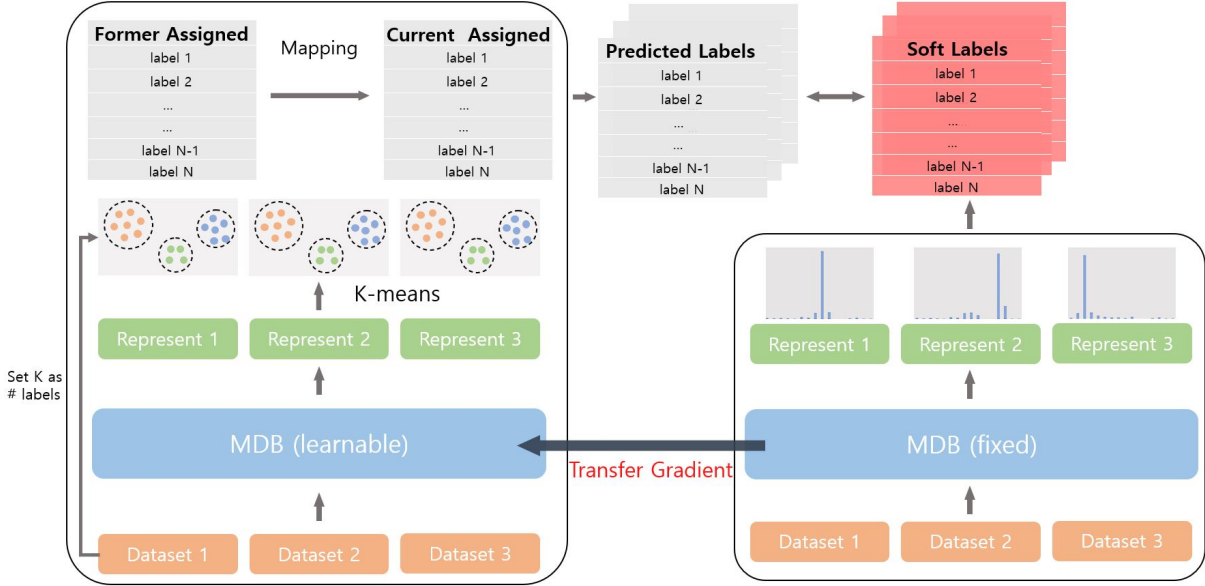 Former Assigned
label 1
label 2
...
...
label N-1
label N
Mapping
Current Assigned
label 1
label 2
...
...
label N-1
label N
Predicted Labels
label 1
label 2
... ...
...
label N-1
label N
Soft Labels
label 1
label 2
...
...
label N-1
label N
K-means
Represent 1
Represent 2
Represent 3
Set K as
# labels
MDB (learnable)
Dataset 1
Dataset 2
Dataset 3
Transfer Gradient
Represent 1
Represent 2
Represent 3
MDB (fixed)
Dataset 1
Dataset 2
Dataset 3